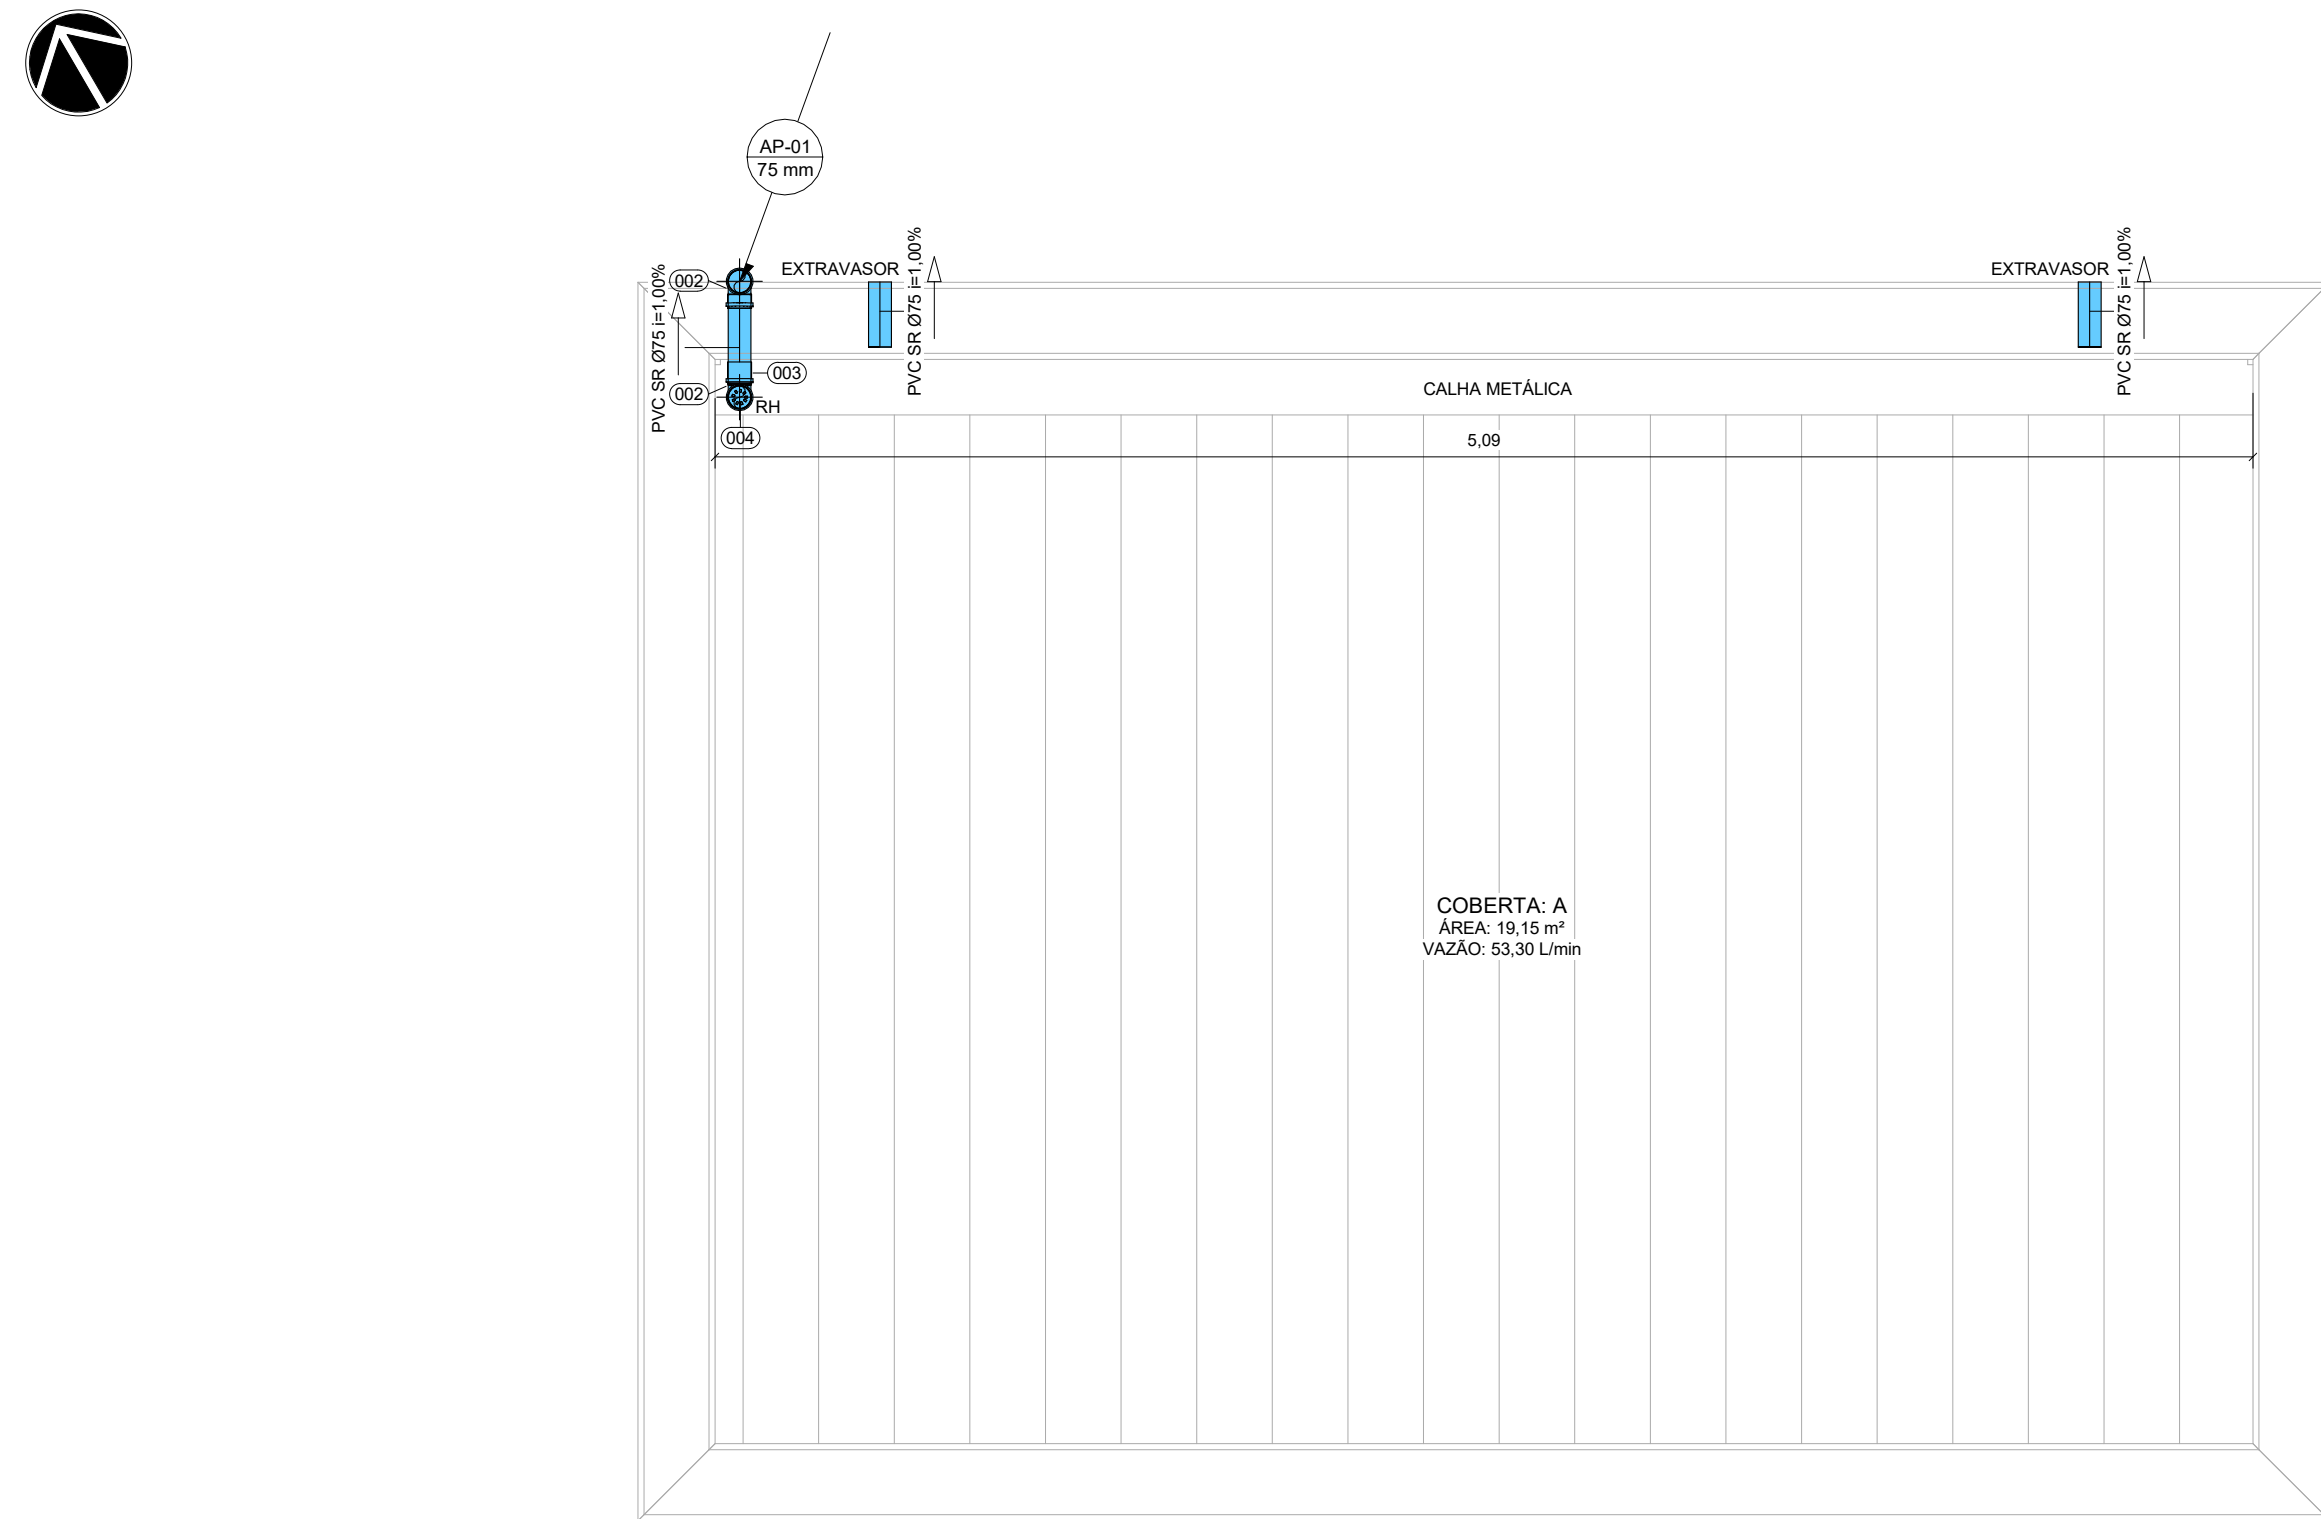 AP-01
75 mm
EXTRAVASOR
PVC SR Ø75 i=1,00%
EXTRAVASOR
PVC SR Ø75 i=1,00%
PVC SR Ø75 i=1,00%
002
003
002
RH
004
CALHA METÁLICA
5,09
COBERTA: A
ÁREA: 19,15 m²
VAZÃO: 53,30 L/min